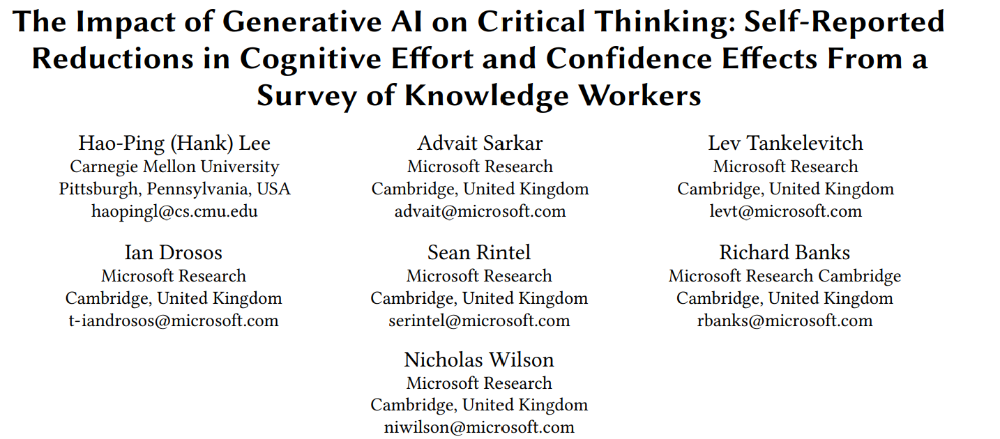 The Impact of Generative AI on Critical Thinking: Self-Reported
Reductions in Cognitive Effort and Confidence Effects From a
Survey of Knowledge Workers
Hao-Ping (Hank) Lee
Carnegie Mellon University
Pittsburgh, Pennsylvania, USA
haopingl@cs.cmu.edu
Advait Sarkar
Microsoft Research
Cambridge, United Kingdom
advait@microsoft.com
Lev Tankelevitch
Microsoft Research
Cambridge, United Kingdom
levt@microsoft.com
Ian Drosos
Microsoft Research
Cambridge, United Kingdom
t-iandrosos@microsoft.com
Sean Rintel
Microsoft Research
Cambridge, United Kingdom
serintel@microsoft.com
Richard Banks
Microsoft Research Cambridge
Cambridge, United Kingdom
rbanks@microsoft.com
Nicholas Wilson
Microsoft Research
Cambridge, United Kingdom
niwilson@microsoft.com